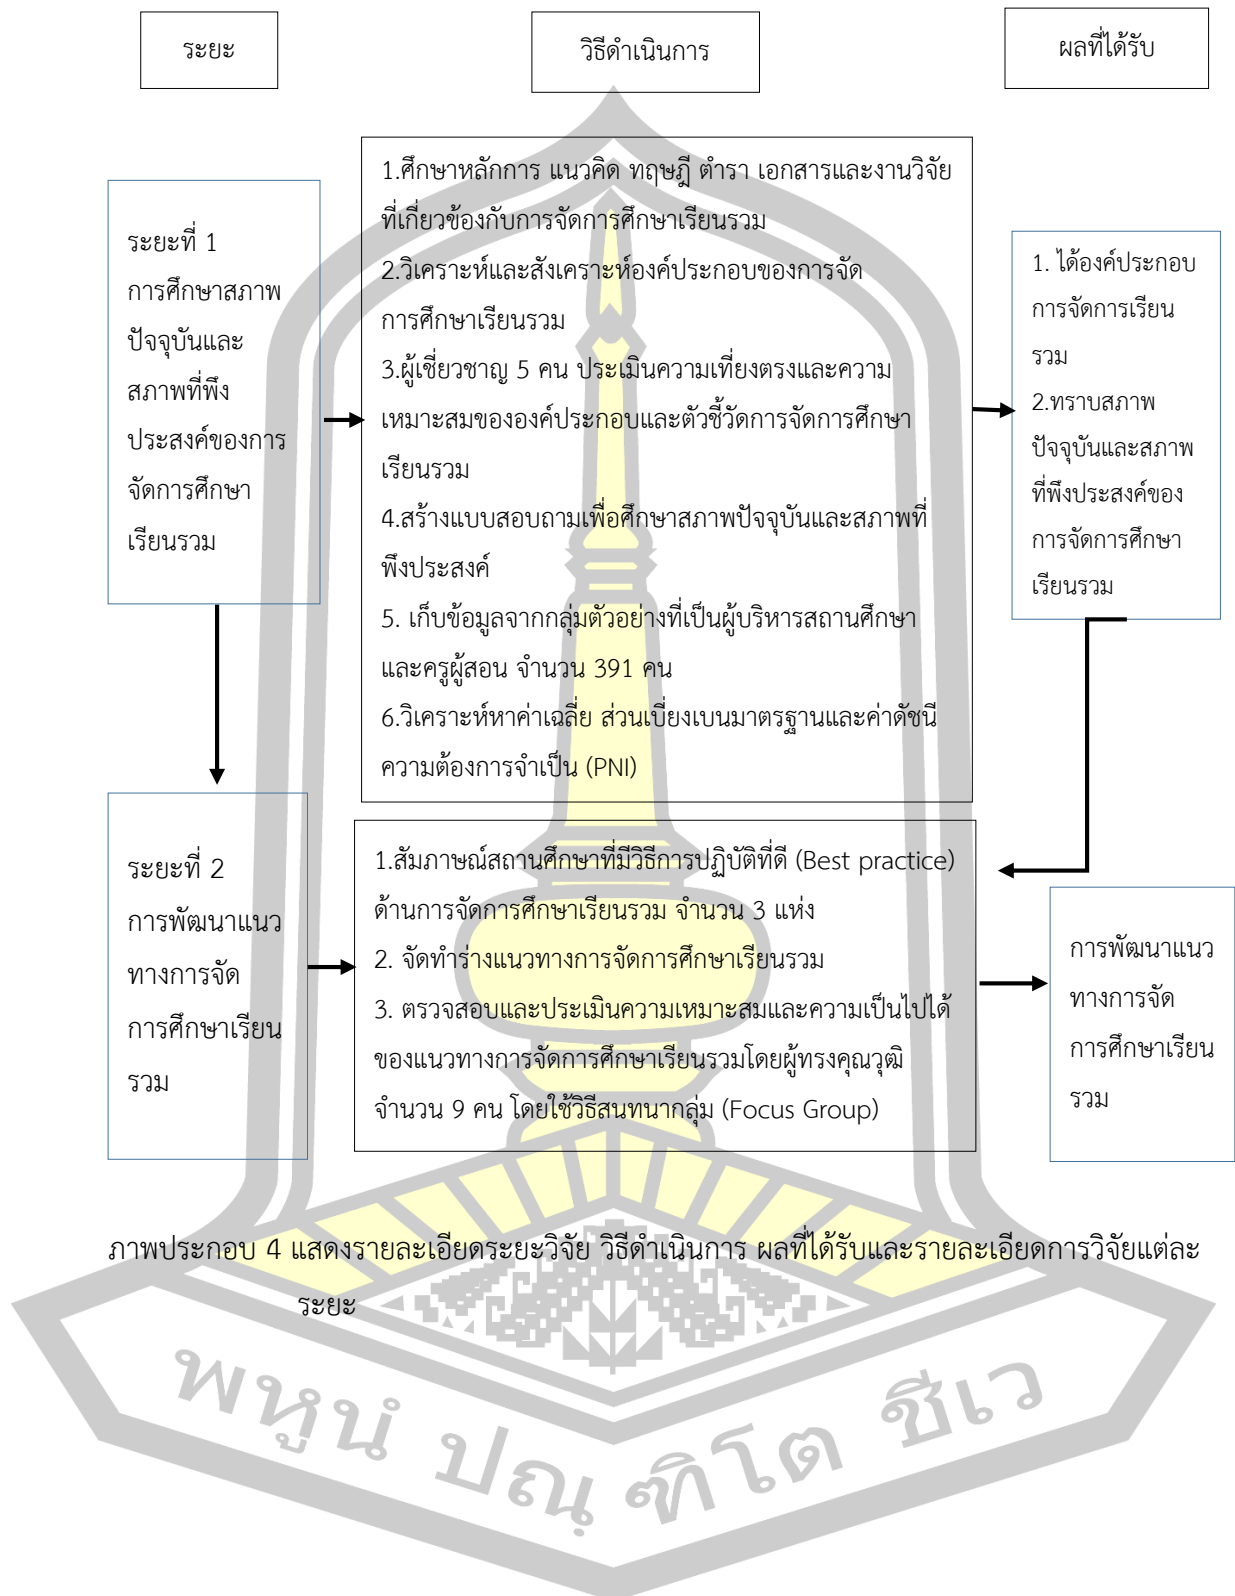 ระยะ
วิธีดำเนินการ
ผลที่ได้รับ
ระยะที่ 1
การศึกษาสภาพ
ปัจจุบันและ
สภาพที่พึง
ประสงค์ของการ
จัดการศึกษา
เรียนรวม
1.ศึกษาหลักการ แนวคิด ทฤษฎี ตำรา เอกสารและงานวิจัย
ที่เกี่ยวข้องกับการจัดการศึกษาเรียนรวม
2.วิเคราะห์และสังเคราะห์องค์ประกอบของการจัด
การศึกษาเรียนรวม
3.ผู้เชี่ยวชาญ 5 คน ประเมินความเที่ยงตรงและความ
เหมาะสมขององค์ประกอบและตัวชี้วัดการจัดการศึกษา
เรียนรวม
4.สร้างแบบสอบถามเพื่อศึกษาสภาพปัจจุบันและสภาพที่
พึงประสงค์
5. เก็บข้อมูลจากกลุ่มตัวอย่างที่เป็นผู้บริหารสถานศึกษา
และครูผู้สอน จำนวน 391 คน
6.วิเคราะห์หาค่าเฉลี่ย ส่วนเบี่ยงเบนมาตรฐานและค่าดัชนี
ความต้องการจำเป็น (PNI)
1. ได้องค์ประกอบ
การจัดการเรียน
รวม
2.ทราบสภาพ
ปัจจุบันและสภาพ
ที่พึงประสงค์ของ
การจัดการศึกษา
เรียนรวม
ระยะที่ 2
การพัฒนาแนว
ทางการจัด
การศึกษาเรียน
รวม
1.สัมภาษณ์สถานศึกษาที่มีวิธีการปฏิบัติที่ดี (Best practice)
ด้านการจัดการศึกษาเรียนรวม จำนวน 3 แห่ง
2. จัดทำร่างแนวทางการจัดการศึกษาเรียนรวม
3. ตรวจสอบและประเมินความเหมาะสมและความเป็นไปได้
ของแนวทางการจัดการศึกษาเรียนรวมโดยผู้ทรงคุณวุฒิ
จำนวน 9 คน โดยใช้วิธีสนทนากลุ่ม (Focus Group)
การพัฒนาแนว
ทางการจัด
การศึกษาเรียน
รวม
ภาพประกอบ 4 แสดงรายละเอียดระยะวิจัย วิธีดำเนินการ ผลที่ได้รับและรายละเอียดการวิจัยแต่ละ
ระยะ
พหูนํ ปณฺฑิโต ชีเว